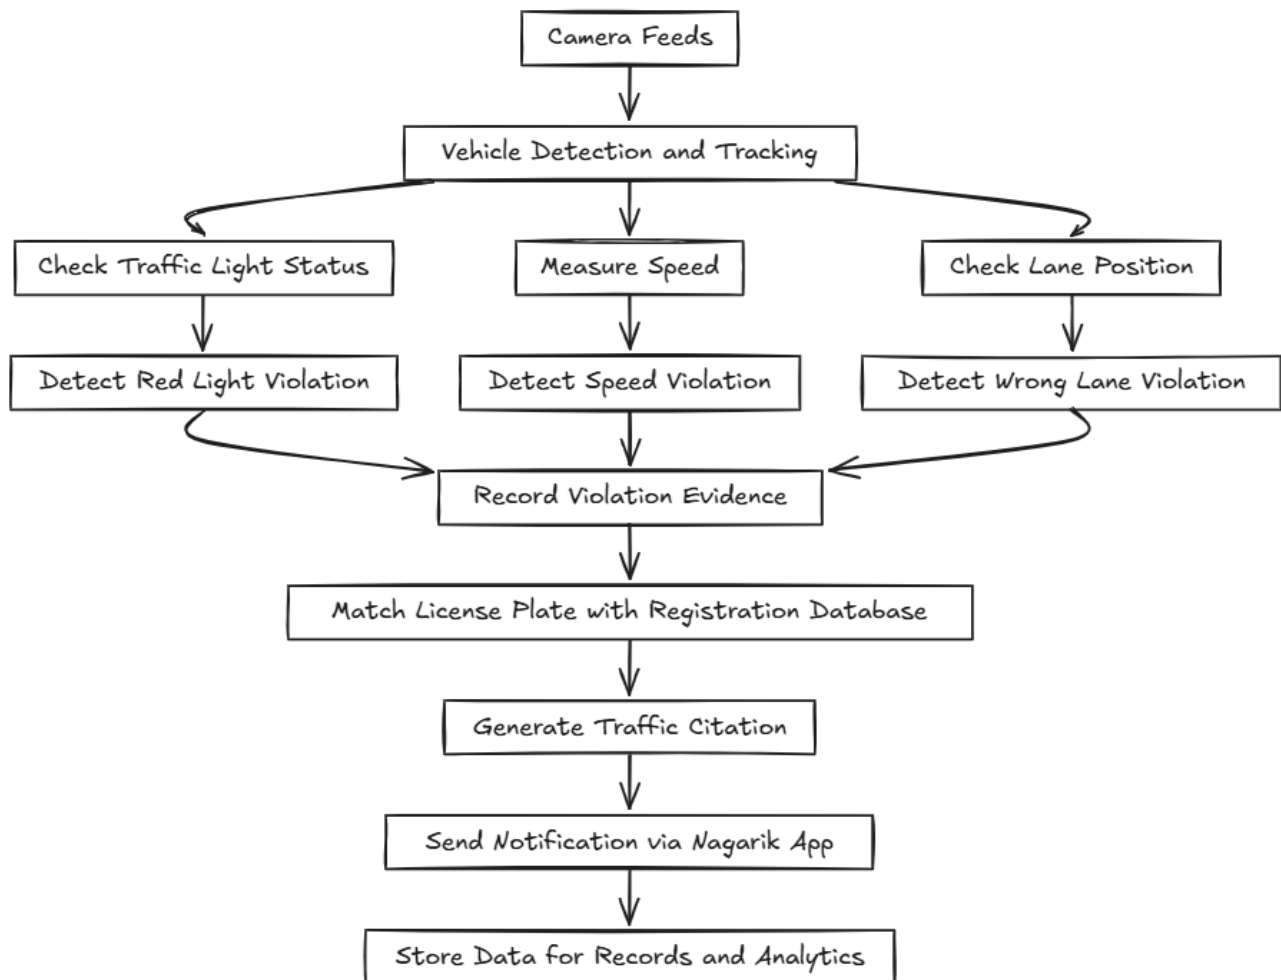 Camera Feeds
Vehicle Detection and Tracking
Check Traffic Light Status
Measure Speed
Check Lane Position
Detect Red Light Violation
Detect Speed Violation
Detect Wrong Lane Violation
Record Violation Evidence
Match License Plate with Registration Database
Generate Traffic Citation
Send Notification via Nagarik App
Store Data for Records and Analytics